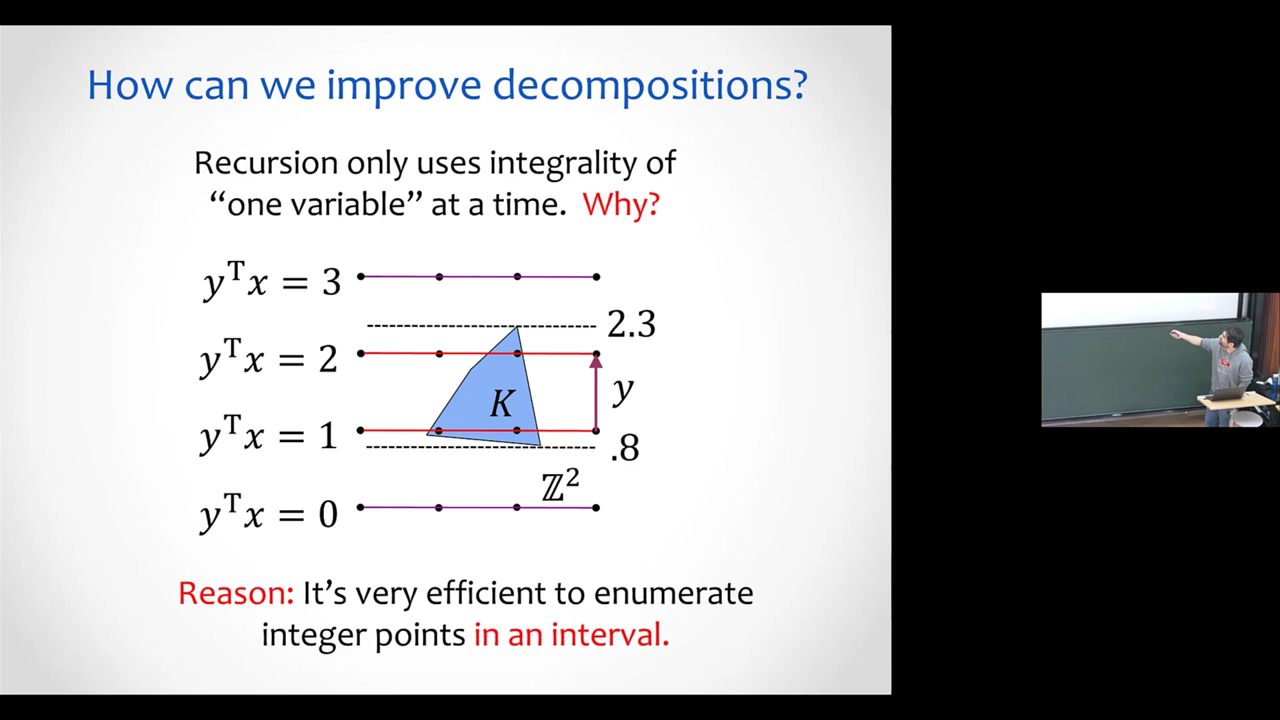 How can we improve decompositions?
Recursion only uses integrality of
“one variable” at a time. Why?
yᵀx = 3
2.3
yᵀx = 2
y
K
yᵀx = 1
.8
ℤ²
yᵀx = 0
Reason: It’s very efficient to enumerate
integer points in an interval.